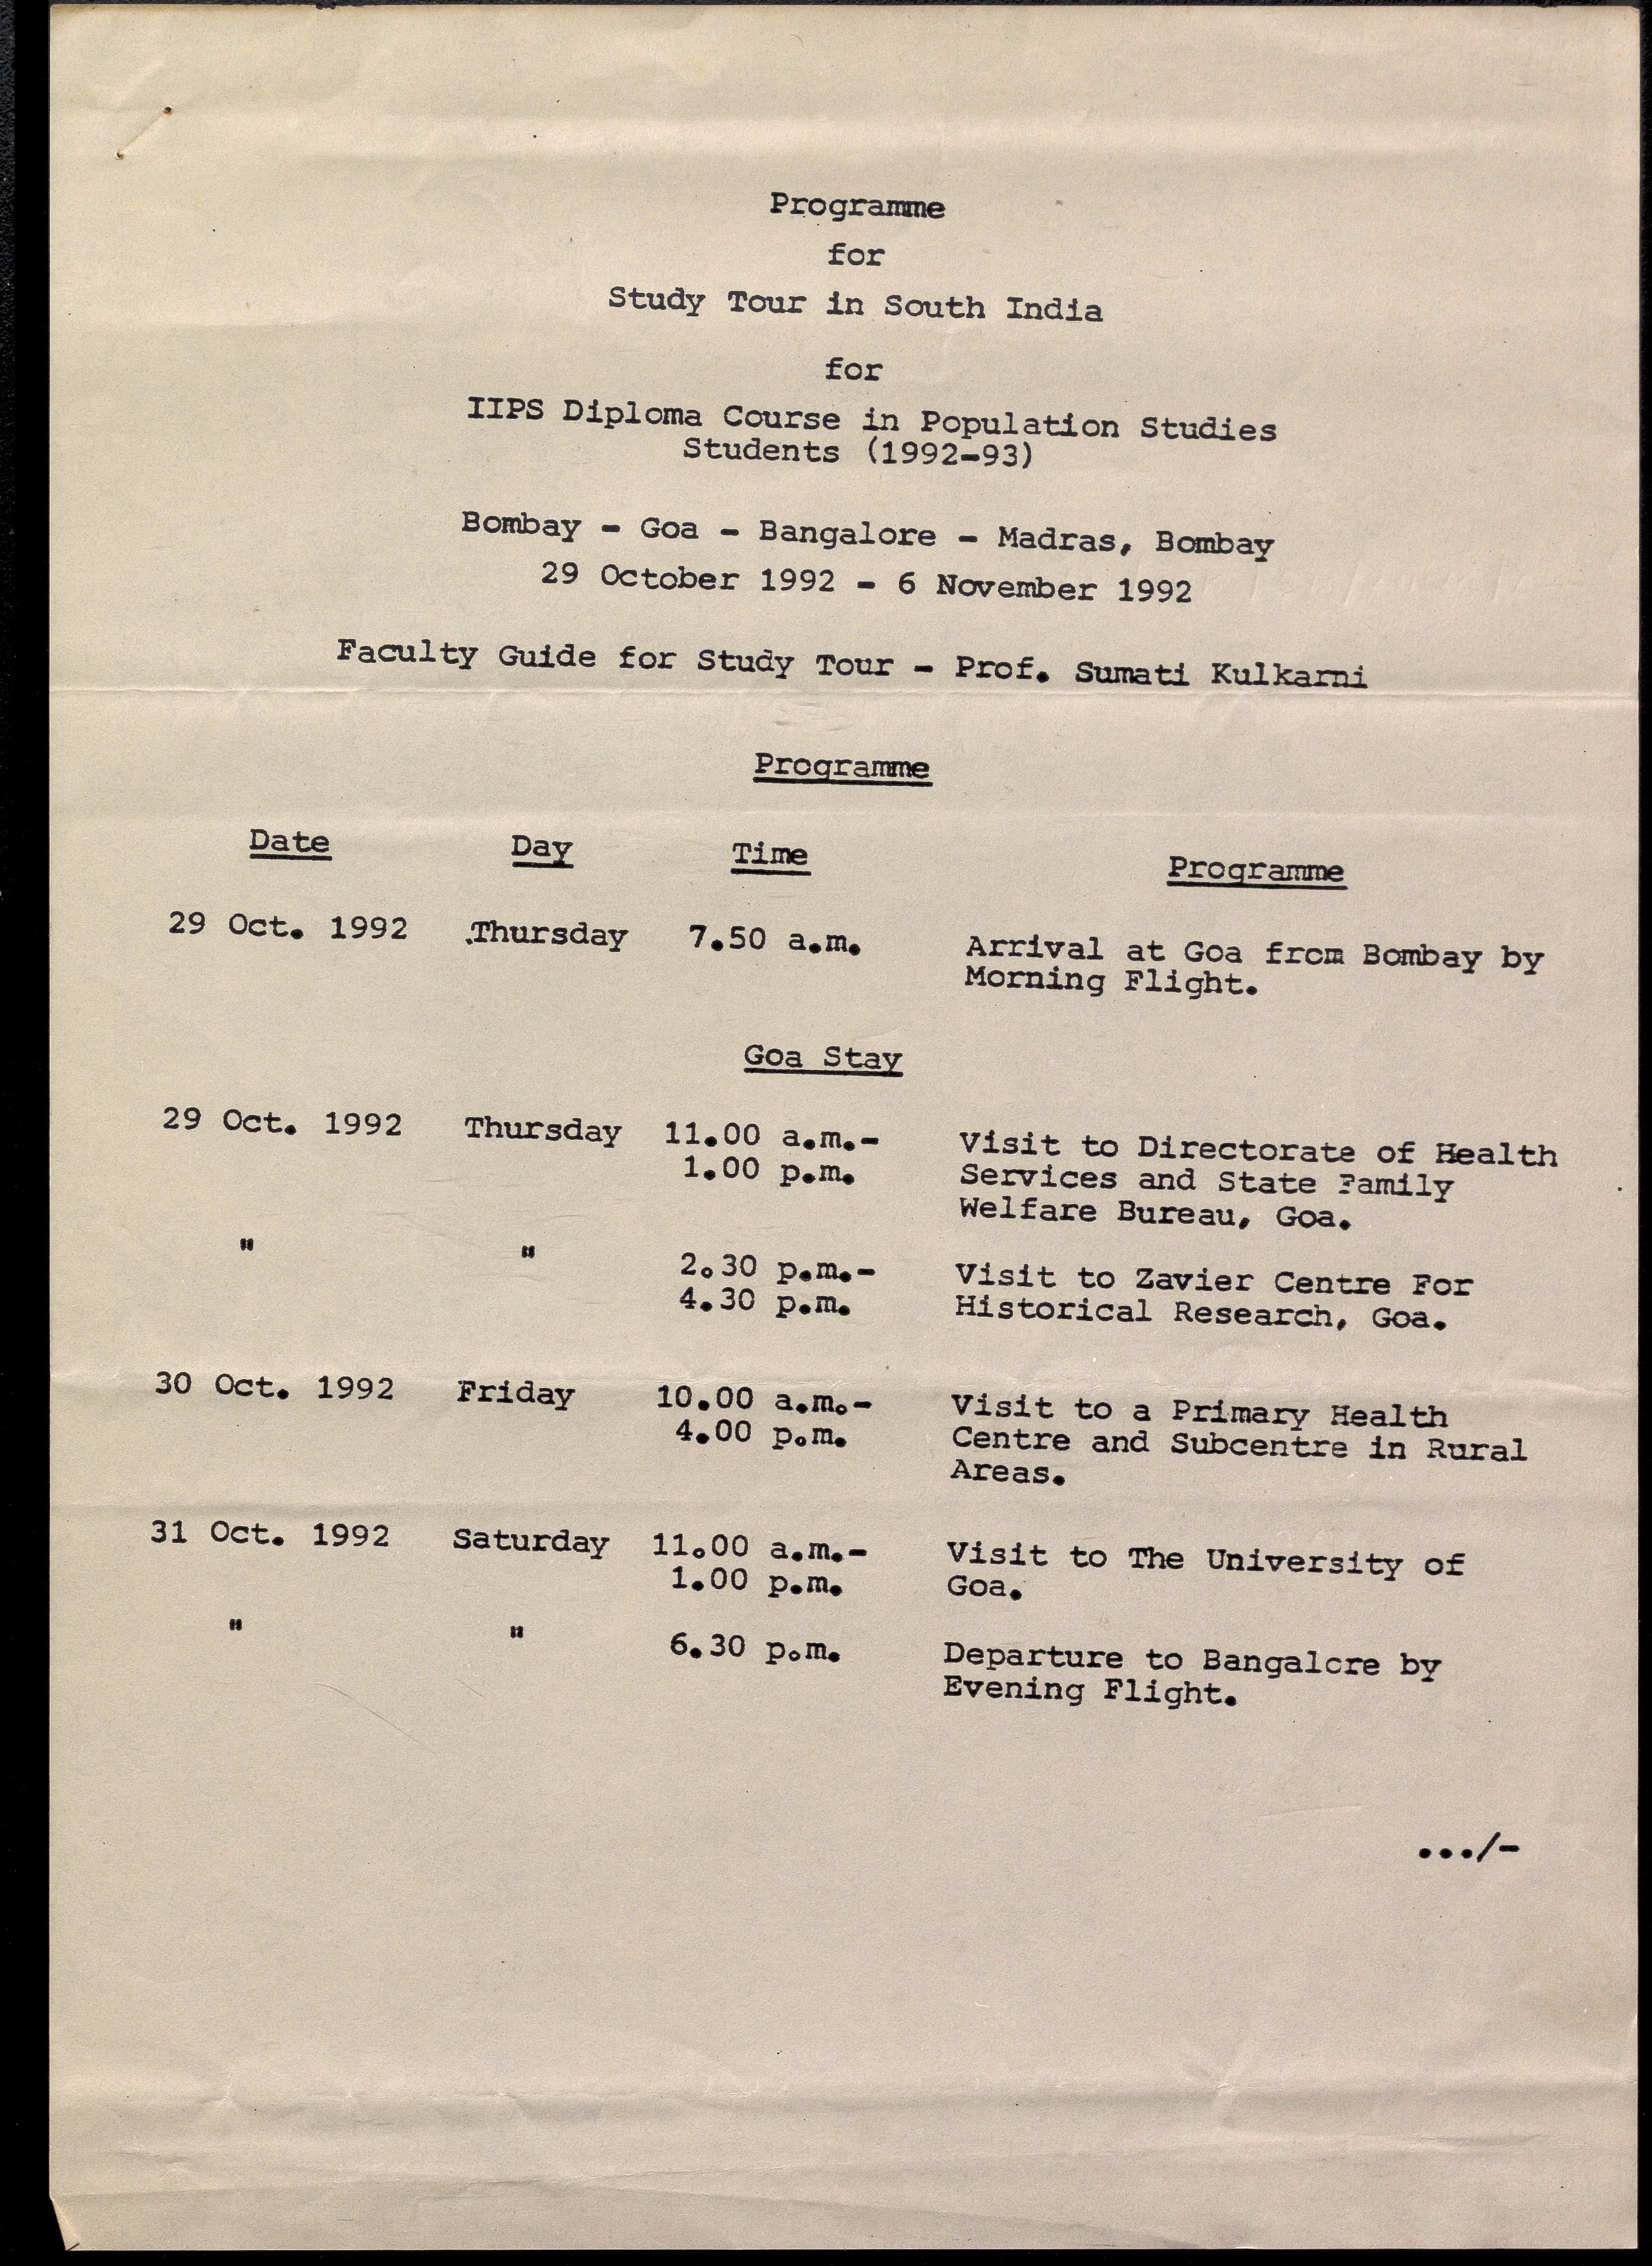 Programme
for
Study Tour in South India
for
IIPS Diploma Course in Population Studies
Students (1992-93)
Bombay - Goa - Bangalore - Madras, Bombay
29 October 1992 - 6 November 1992
Faculty Guide for Study Tour - Prof. Sumati Kulkarni
Programme
Date Day Time Programme
29 Oct. 1992 Thursday 7.50 a.m. Arrival at Goa from Bombay by
Morning Flight.
Goa Stay
29 Oct. 1992 Thursday 11.00 a.m.- Visit to Directorate of Health
1.00 p.m. Services and State Family
Welfare Bureau, Goa.
" " 2.30 p.m.- Visit to Zavier Centre For
4.30 p.m. Historical Research, Goa.
30 Oct. 1992 Friday 10.00 a.m.- Visit to a Primary Health
4.00 p.m. Centre and Subcentre in Rural
Areas.
31 Oct. 1992 Saturday 11.00 a.m.- Visit to The University of
1.00 p.m. Goa.
" " 6.30 p.m. Departure to Bangalore by
Evening Flight.
.../-